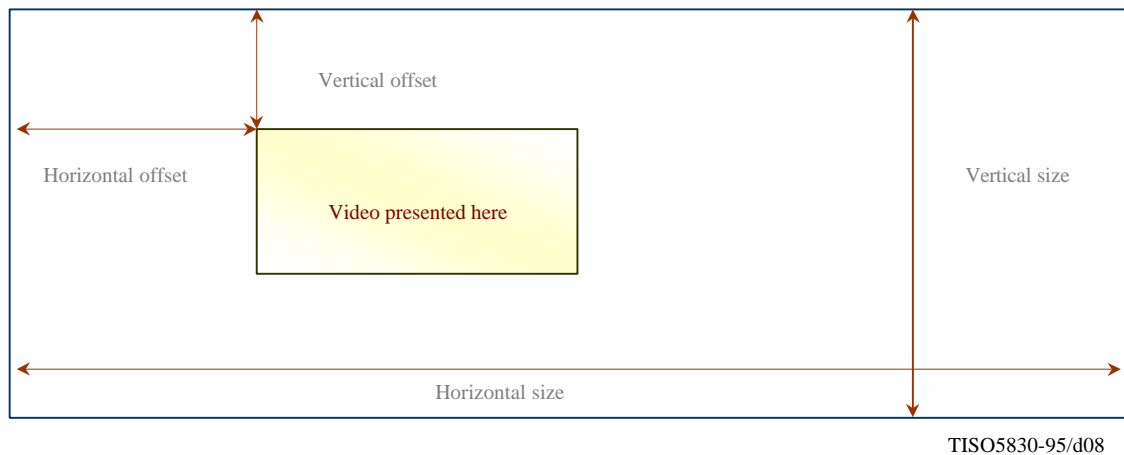 Vertical offset
Horizontal offset
Vertical size
Video presented here
Horizontal size
TISO5830-95/d08